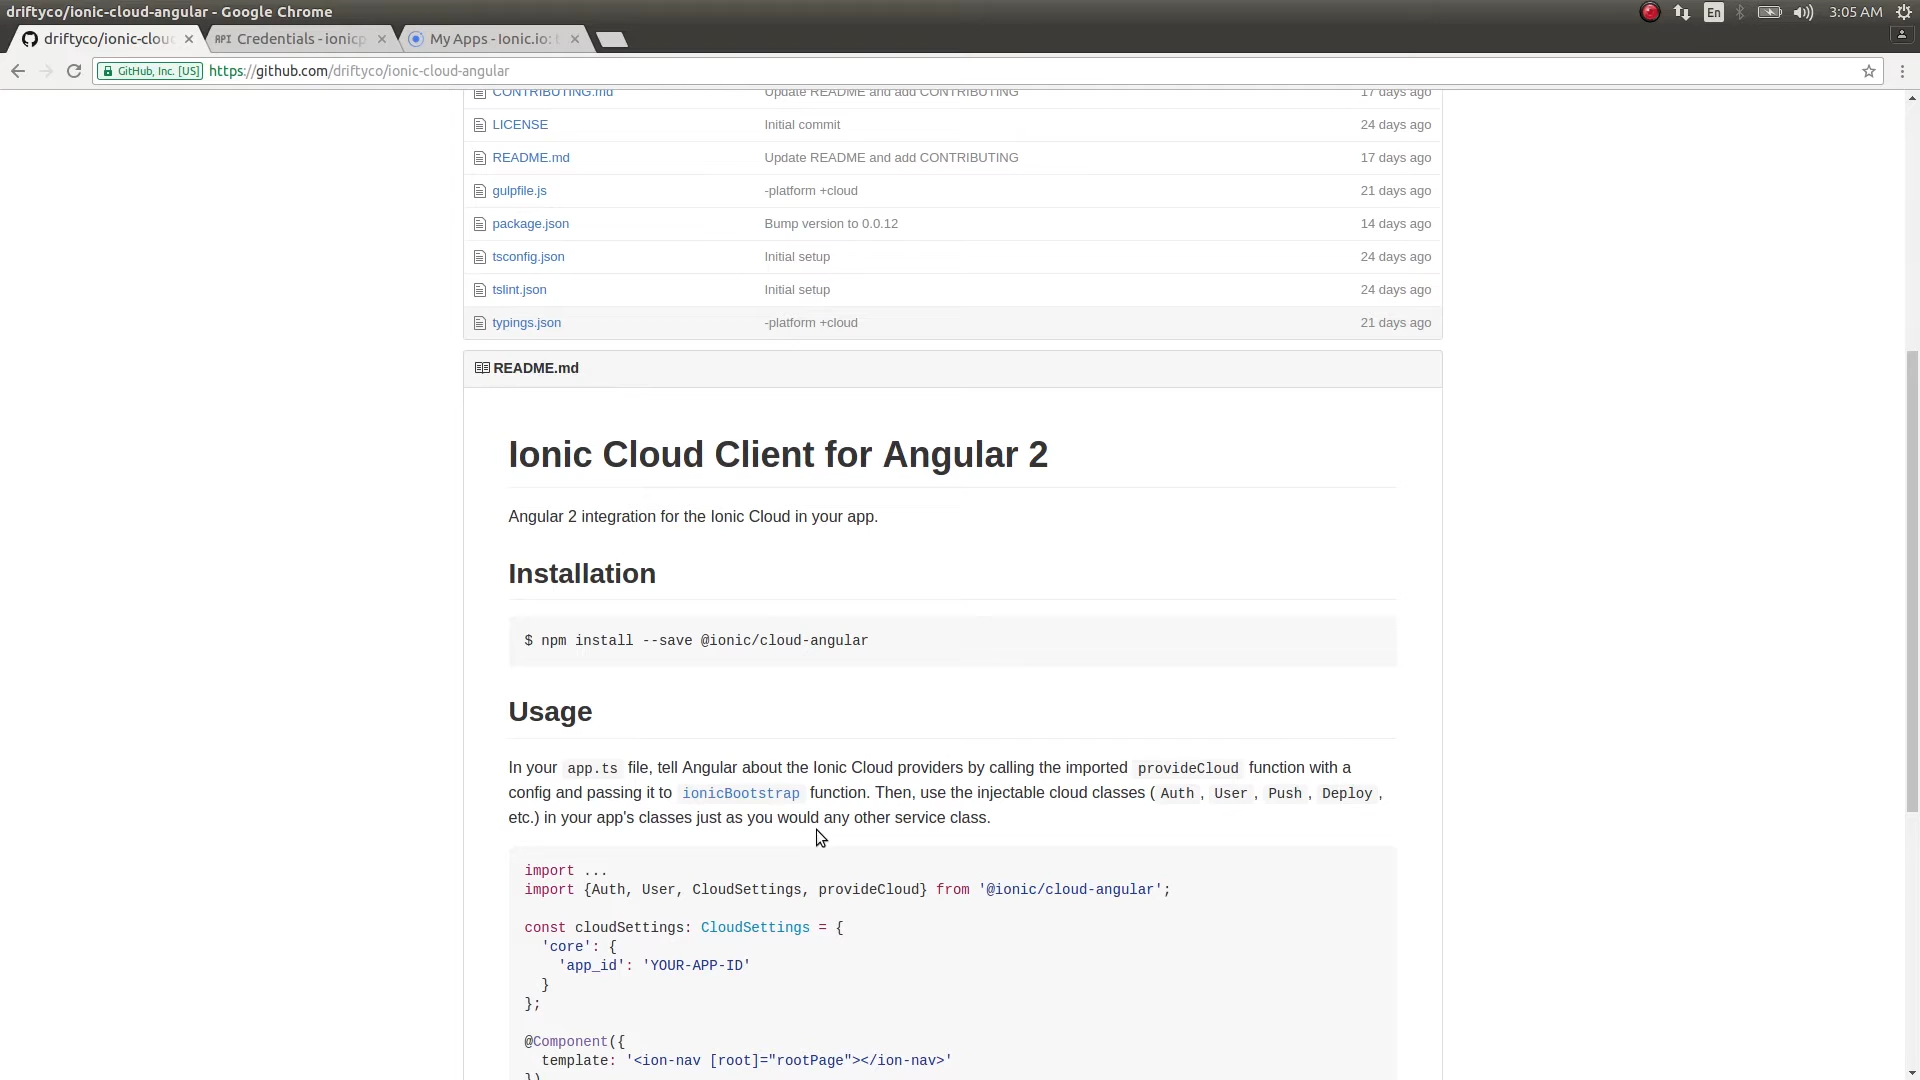 driftyco/ionic-cloud-angular - Google Chrome
En
3:05 AM
driftyco/ionic-clou
API Credentials - ionicp
My Apps - Ionic.io:
GitHub, Inc. [US] https://github.com/driftyco/ionic-cloud-angular
CONTRIBUTING.md Update README and add CONTRIBUTING 17 days ago
LICENSE Initial commit 24 days ago
README.md Update README and add CONTRIBUTING 17 days ago
gulpfile.js -platform +cloud 21 days ago
package.json Bump version to 0.0.12 14 days ago
tsconfig.json Initial setup 24 days ago
tslint.json Initial setup 24 days ago
typings.json -platform +cloud 21 days ago
README.md
Ionic Cloud Client for Angular 2
Angular 2 integration for the Ionic Cloud in your app.
Installation
$ npm install --save @ionic/cloud-angular
Usage
In your app.ts file, tell Angular about the Ionic Cloud providers by calling the imported provideCloud function with a
config and passing it to ionicBootstrap function. Then, use the injectable cloud classes ( Auth , User , Push , Deploy ,
etc.) in your app's classes just as you would any other service class.
import ...
import {Auth, User, CloudSettings, provideCloud} from '@ionic/cloud-angular';
const cloudSettings: CloudSettings = {
'core': {
'app_id': 'YOUR-APP-ID'
}
};
@Component({
template: '<ion-nav [root]="rootPage"></ion-nav>'
})